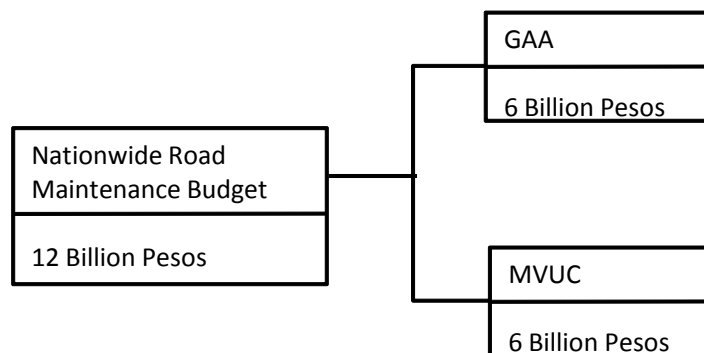 GAA
6 Billion Pesos
Nationwide Road
Maintenance Budget
12 Billion Pesos
MVUC
6 Billion Pesos